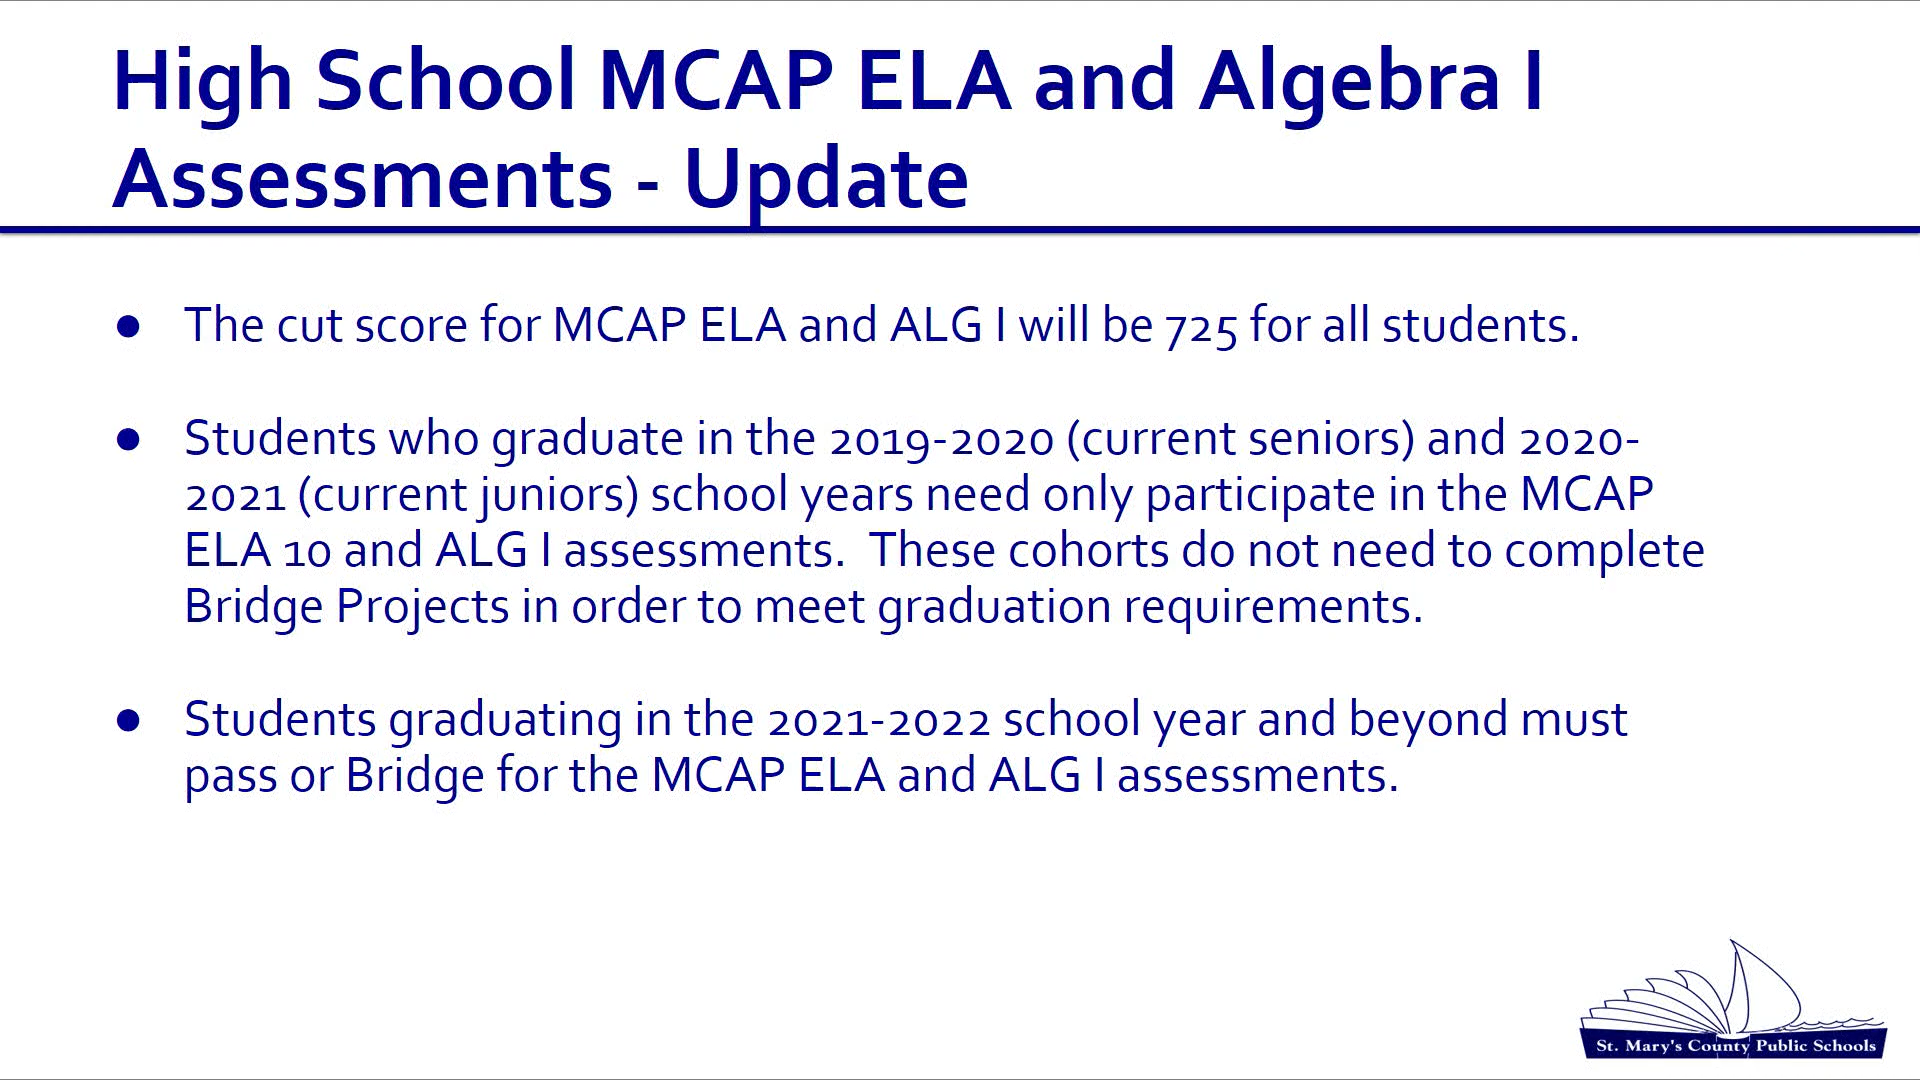 High School MCAP ELA and Algebra I
Assessments - Update
● The cut score for MCAP ELA and ALG I will be 725 for all students.
● Students who graduate in the 2019-2020 (current seniors) and 2020-
2021 (current juniors) school years need only participate in the MCAP
ELA 10 and ALG I assessments.  These cohorts do not need to complete
Bridge Projects in order to meet graduation requirements.
● Students graduating in the 2021-2022 school year and beyond must
pass or Bridge for the MCAP ELA and ALG I assessments.
St. Mary's County Public Schools